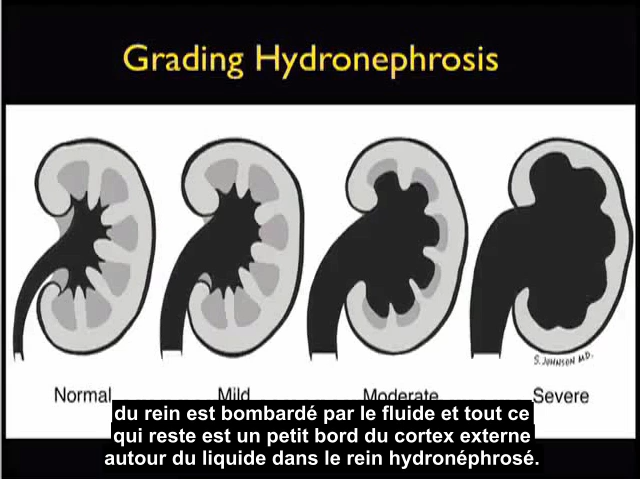 Grading Hydronephrosis
S. JOHNSON MD.
Normal Mild Moderate Severe
du rein est bombardé par le fluide et tout ce
qui reste est un petit bord du cortex externe
autour du liquide dans le rein hydronéphrosé.